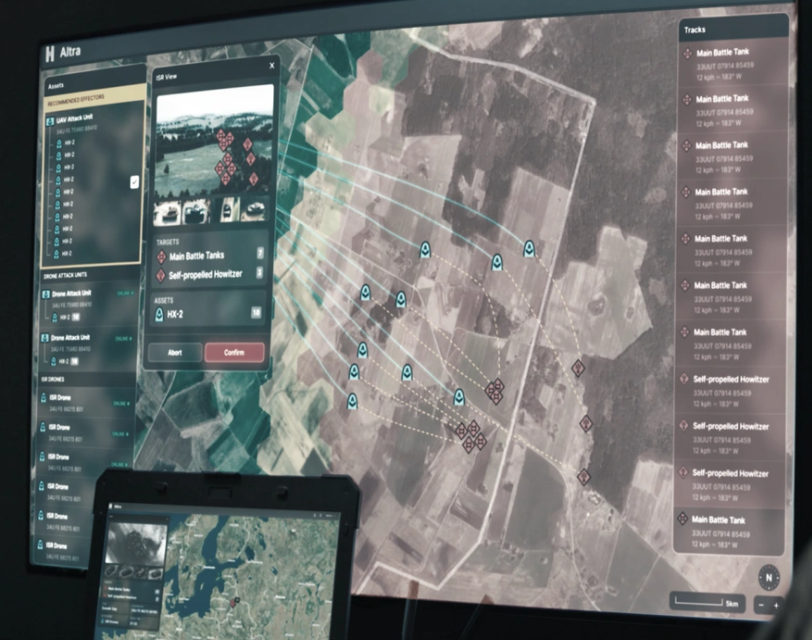 Altra
Assets
RECOMMENDED EFFECTORS
UAV Attack Unit
HX-2
HX-2
HX-2
HX-2
HX-2
HX-2
HX-2
HX-2
HX-2
HX-2
DRONE ATTACK UNITS
Drone Attack Unit
HX-2
Drone Attack Unit
HX-2
ISR DRONES
ISR Drone
ISR Drone
ISR Drone
ISR Drone
ISR Drone
ISR Drone
ISR View
X
TARGETS
Main Battle Tanks
Self-propelled Howitzer
ASSETS
HX-2
Abort
Confirm
Tracks
Main Battle Tank
33UUT 07914 85459
12 kph – 183° W
Main Battle Tank
33UUT 07914 85459
12 kph – 183° W
Main Battle Tank
33UUT 07914 85459
12 kph – 183° W
Main Battle Tank
33UUT 07914 85459
12 kph – 183° W
Main Battle Tank
33UUT 07914 85459
12 kph – 183° W
Main Battle Tank
33UUT 07914 85459
12 kph – 183° W
Main Battle Tank
33UUT 07914 85459
12 kph – 183° W
Self-propelled Howitzer
33UUT 07914 85459
12 kph – 183° W
Self-propelled Howitzer
33UUT 07914 85459
12 kph – 183° W
Self-propelled Howitzer
33UUT 07914 85459
12 kph – 183° W
Main Battle Tank
33UUT 07914 85459
12 kph – 183° W
N
5km